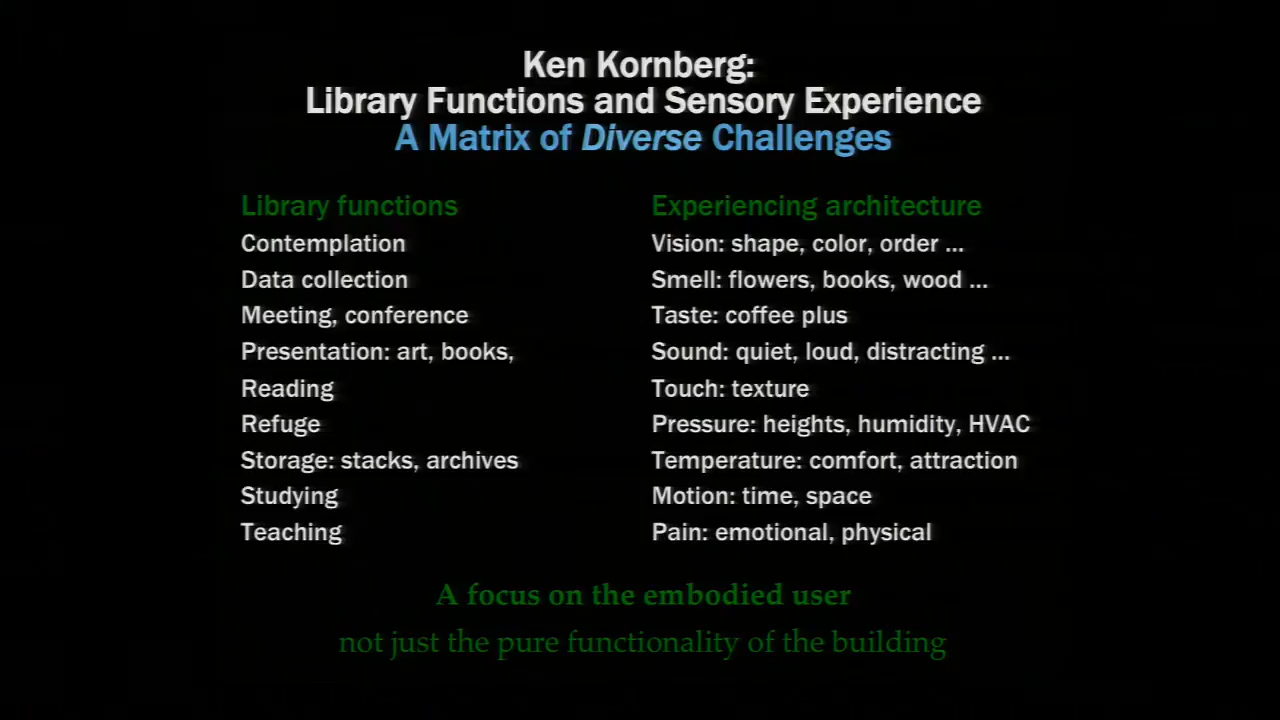 Ken Kornberg:
Library Functions and Sensory Experience
A Matrix of Diverse Challenges
Library functions
Contemplation
Data collection
Meeting, conference
Presentation: art, books,
Reading
Refuge
Storage: stacks, archives
Studying
Teaching
Experiencing architecture
Vision: shape, color, order ...
Smell: flowers, books, wood ...
Taste: coffee plus
Sound: quiet, loud, distracting ...
Touch: texture
Pressure: heights, humidity, HVAC
Temperature: comfort, attraction
Motion: time, space
Pain: emotional, physical
A focus on the embodied user
not just the pure functionality of the building